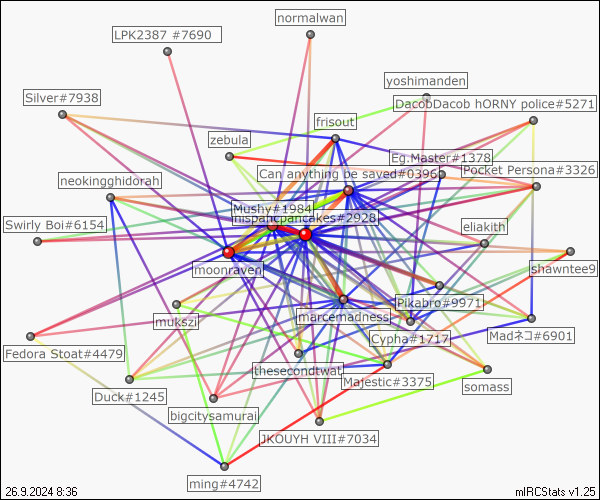 normalwan
LPK2387 #7690
yoshimanden
Silver#7938
DacobDacob hORNY police#5271
frisout
zebula
Eg.Master#1378
Can anything be saved#0396
Pocket Persona#3326
neokingghidorah
Mushy#1984
hispanicpancakes#2928
Swirly Boi#6154
eliakith
moonraven
shawntee9
Pikabro#9971
mukszi
marcemadness
Cypha#1717
Madネコ#6901
Fedora Stoat#4479
thesecondtwat
Majestic#3375
Duck#1245
somass
bigcitysamurai
JKOUYH VIII#7034
ming#4742
26.9.2024 8:36
mIRCStats v1.25